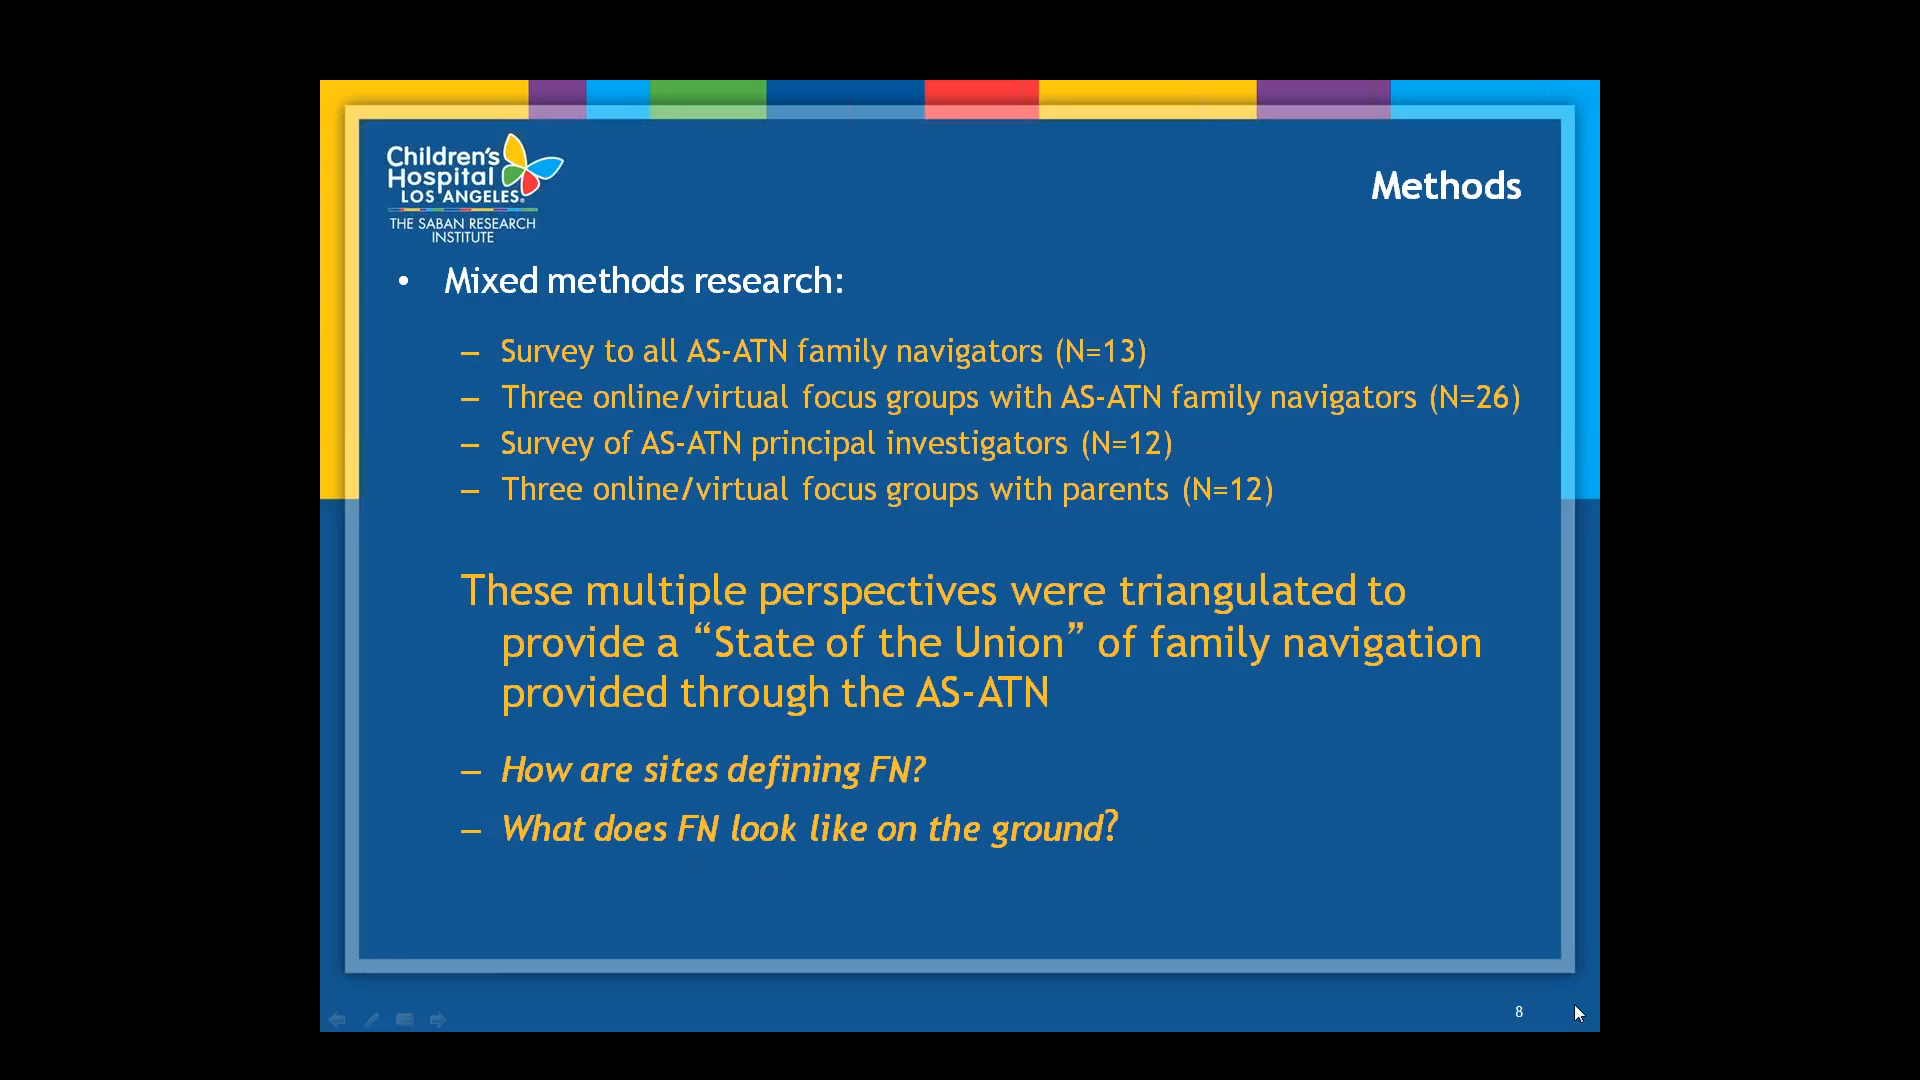 Children's
Hospital
LOS ANGELES®
THE SABAN RESEARCH
INSTITUTE
Methods
• Mixed methods research:
– Survey to all AS-ATN family navigators (N=13)
– Three online/virtual focus groups with AS-ATN family navigators (N=26)
– Survey of AS-ATN principal investigators (N=12)
– Three online/virtual focus groups with parents (N=12)
These multiple perspectives were triangulated to
provide a “State of the Union” of family navigation
provided through the AS-ATN
– How are sites defining FN?
– What does FN look like on the ground?
8